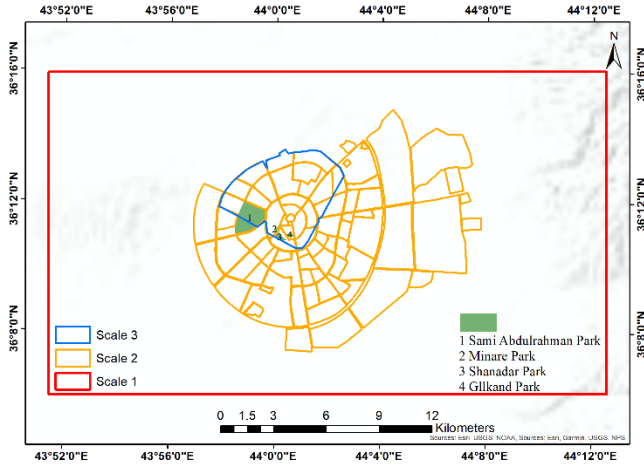 43°52'0"E 43°56'0"E 44°0'0"E 44°4'0"E 44°8'0"E 44°12'0"E
N
36°16'0"N 36°16'0"N
36°12'0"N 36°12'0"N
1
2
3 4
36°8'0"N 36°8'0"N
Scale 3
Scale 2
Scale 1
1 Sami Abdulrahman Park
2 Minare Park
3 Shanadar Park
4 Gllkand Park
0 1.5 3 6 9 12
Kilometers
Sources: Esri, USGS, NOAA, Sources: Esri, Garmin, USGS, NPS
43°52'0"E 43°56'0"E 44°0'0"E 44°4'0"E 44°8'0"E 44°12'0"E